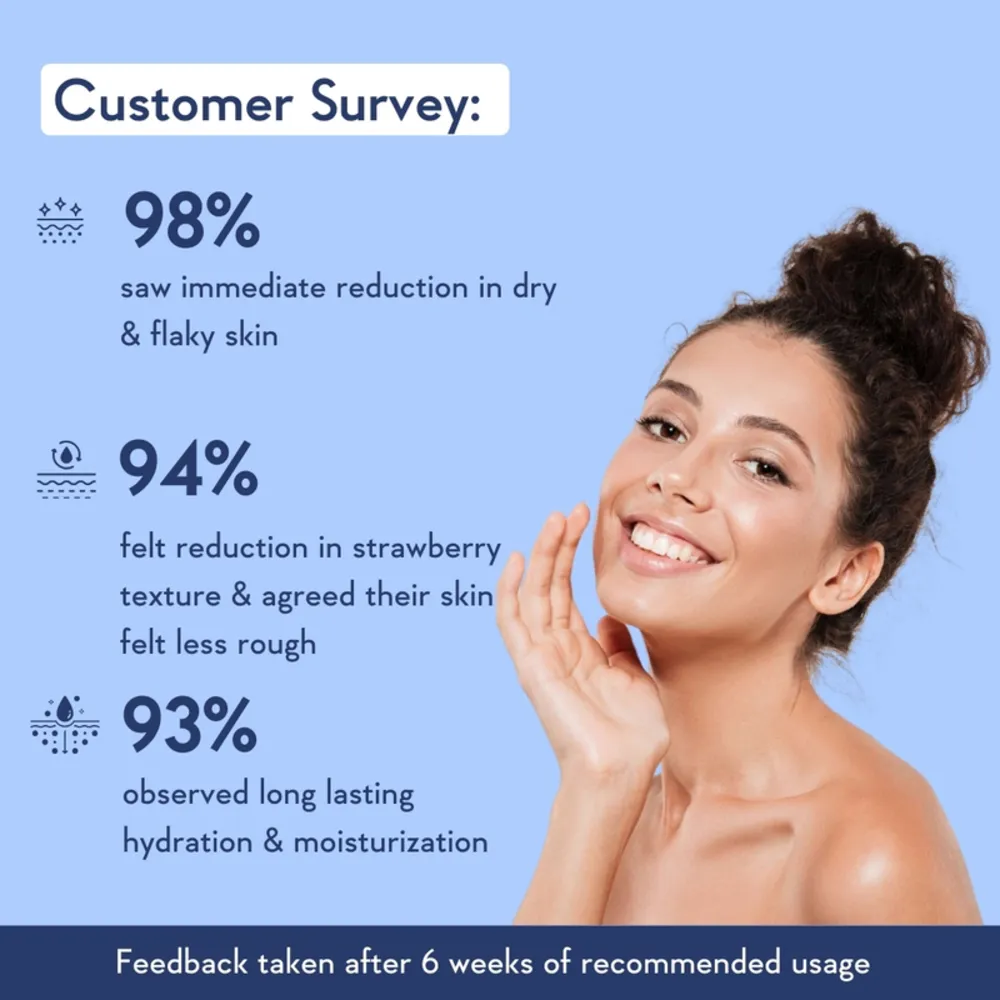 Customer Survey:
98%
saw immediate reduction in dry
& flaky skin
94%
felt reduction in strawberry
texture & agreed their skin
felt less rough
93%
observed long lasting
hydration & moisturization
Feedback taken after 6 weeks of recommended usage